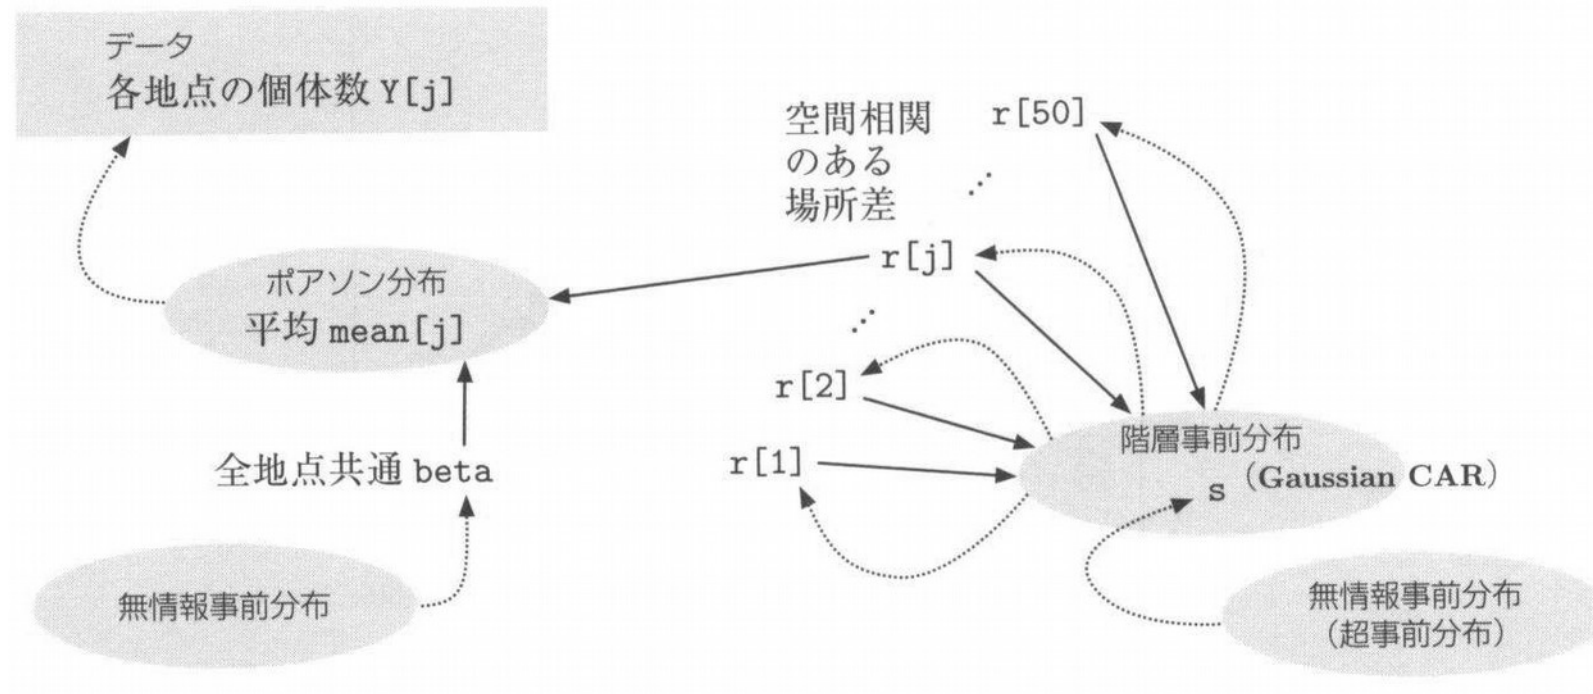 データ
各地点の個体数 Y[j]
空間相関
のある
場所差
r[50]
⋰
r[j]
ポアソン分布
平均 mean[j]
⋰
r[2]
r[1]
全地点共通 beta
階層事前分布
s (Gaussian CAR)
無情報事前分布
無情報事前分布
(超事前分布)